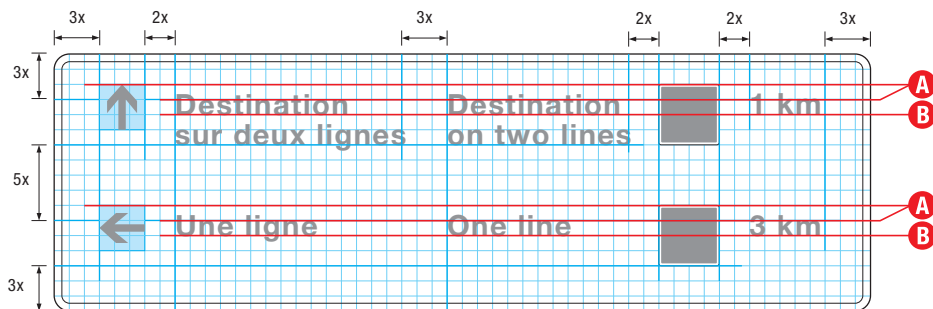 3x 2x 3x 2x 2x 3x
3x
A
Destination Destination 1 km
B
sur deux lignes on two lines
5x
A
Une ligne One line 3 km
B
3x